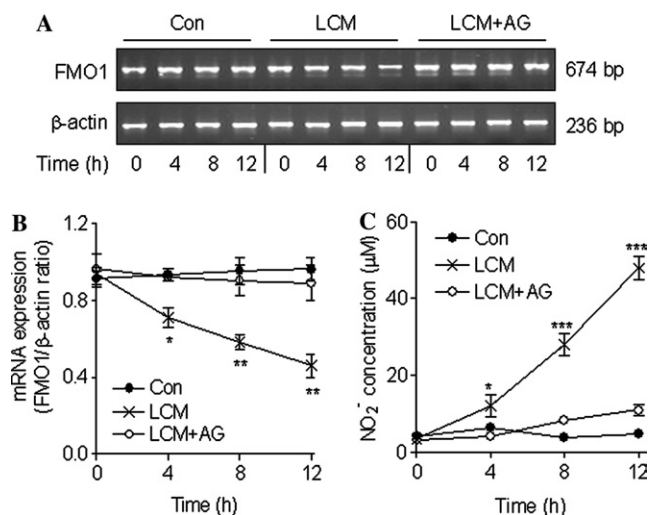 A
Con LCM LCM+AG
FMO1 674 bp
β-actin 236 bp
Time (h) 0 4 8 12 0 4 8 12 0 4 8 12
B
mRNA expression
(FMO1/β-actin ratio)
1.2
0.9
0.4
0.0
*
**
**
Con
LCM
LCM+AG
0 4 8 12
Time (h)
C
NO₂⁻ concentration (μM)
60
40
20
0
Con
LCM
LCM+AG
*
***
***
0 4 8 12
Time (h)